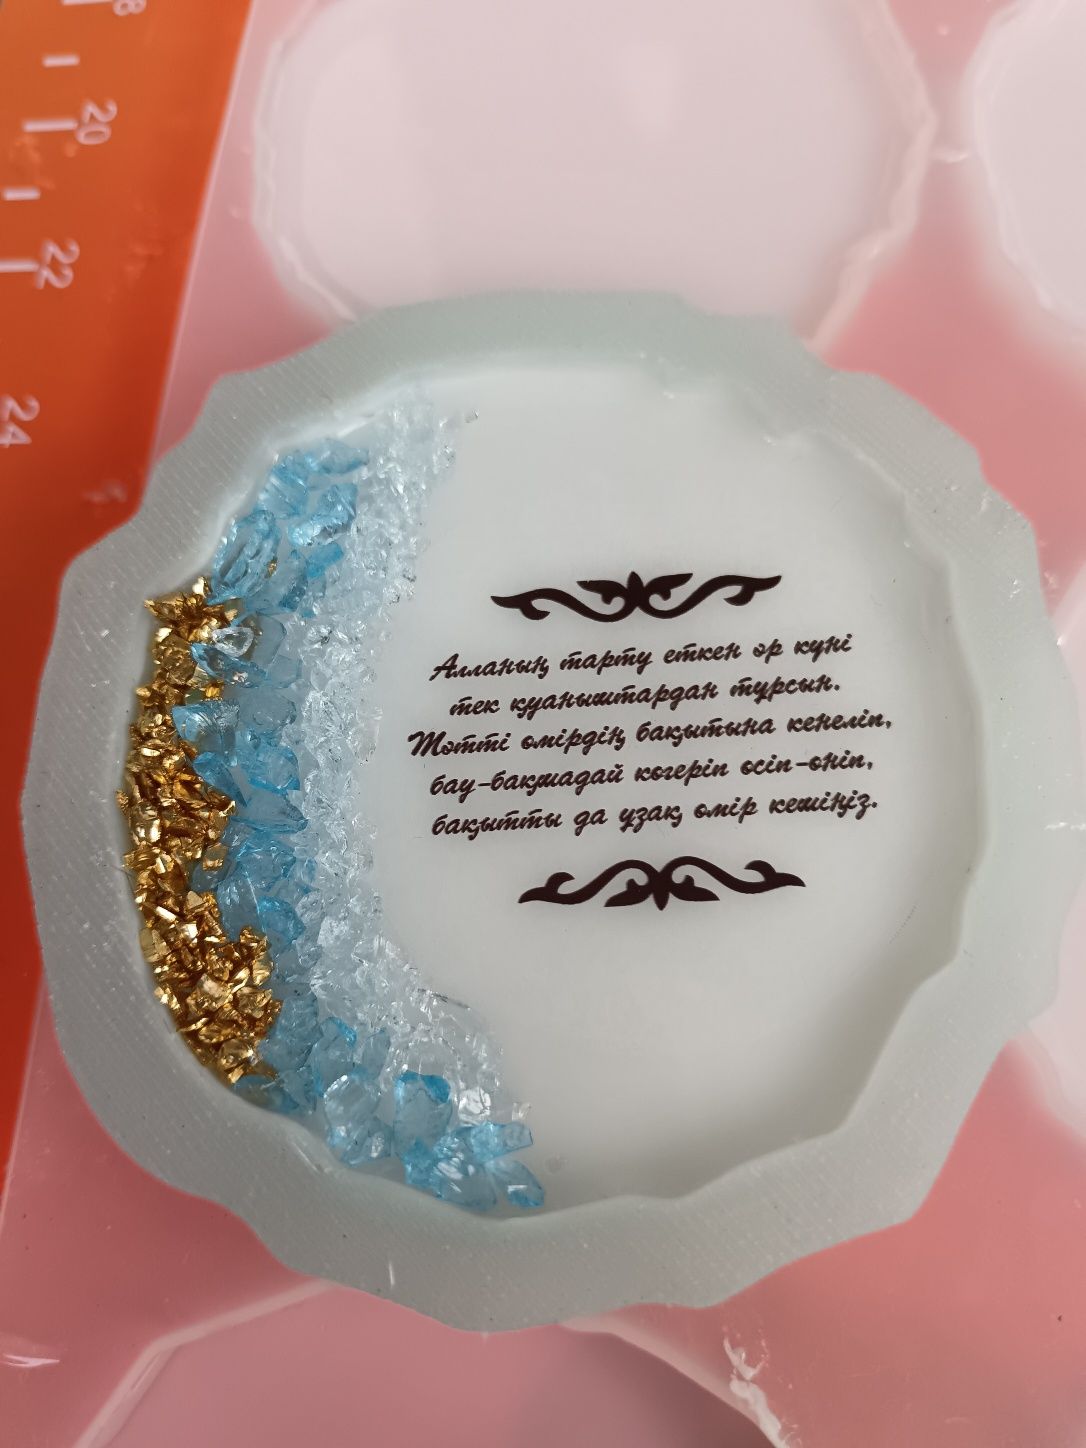 8
20
22
24
Алланың тарту еткен әр күні
тек қуаныштардан тұрсын.
Тәтті өмірдің бақытына кенеліп,
бау-бақшадай көгеріп өсіп-өніп,
бақытты да ұзақ өмір кешіңіз.